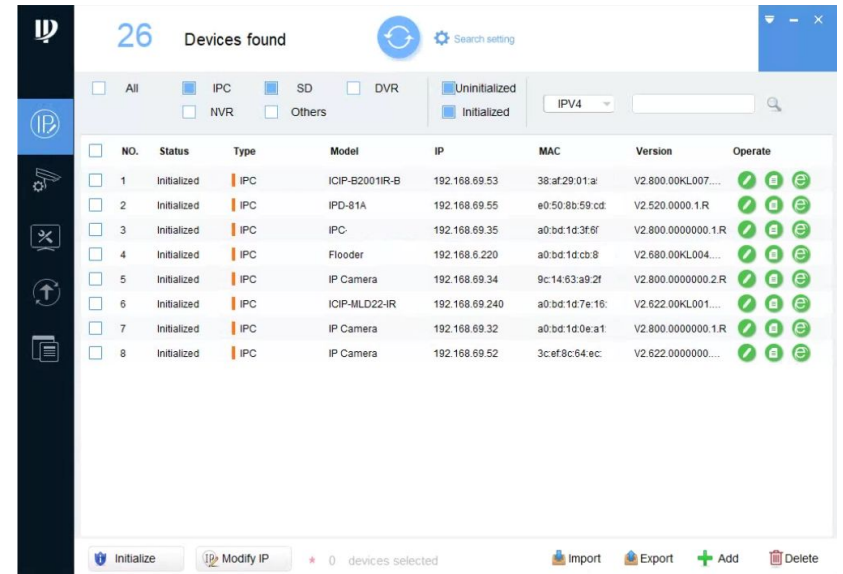 IP
26 Devices found Search setting
All IPC SD DVR Uninitialized
NVR Others Initialized IPV4
IP
NO. Status Type Model IP MAC Version Operate
1 Initialized IPC ICIP-B2001IR-B 192.168.69.53 38:af:29:01:a V2.800.00KL007....
2 Initialized IPC IPD-81A 192.168.69.55 e0:50:8b:59:cd: V2.520.0000.1.R
3 Initialized IPC IPC- 192.168.69.35 a0:bd:1d:3f:6f V2.800.0000000.1.R
4 Initialized IPC Flooder 192.168.6.220 a0:bd:1d:cb:8 V2.680.00KL004....
5 Initialized IPC IP Camera 192.168.69.34 9c:14:63:a9:2f V2.800.0000000.2.R
6 Initialized IPC ICIP-MLD22-IR 192.168.69.240 a0:bd:1d:7e:16: V2.622.00KL001....
7 Initialized IPC IP Camera 192.168.69.32 a0:bd:1d:0e:a1: V2.800.0000000.1.R
8 Initialized IPC IP Camera 192.168.69.52 3c:ef:8c:64:ec: V2.622.0000000....
Initialize IP Modify IP * 0 devices selected Import Export Add Delete